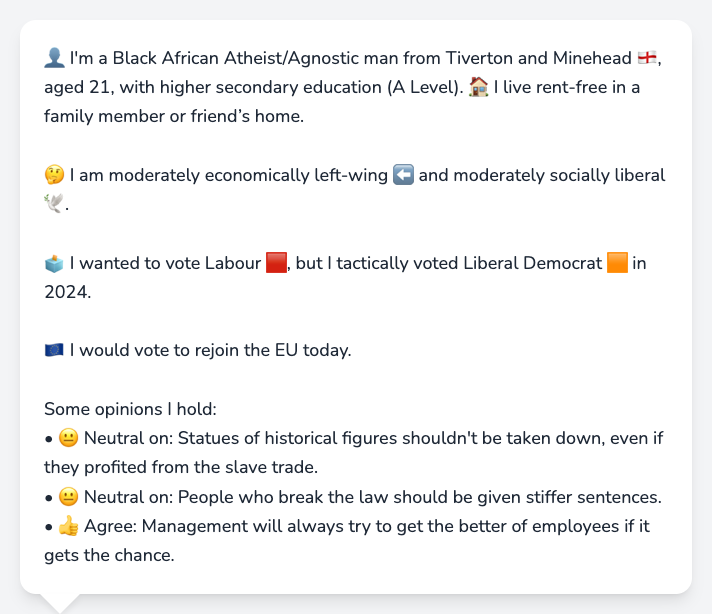 👤 I'm a Black African Atheist/Agnostic man from Tiverton and Minehead 🏴󠁧󠁢󠁥󠁮󠁧󠁿,
aged 21, with higher secondary education (A Level). 🏠 I live rent-free in a
family member or friend’s home.
🤔 I am moderately economically left-wing ⬅️ and moderately socially liberal
🕊️.
🗳️ I wanted to vote Labour 🟥, but I tactically voted Liberal Democrat 🟧 in
2024.
🇪🇺 I would vote to rejoin the EU today.
Some opinions I hold:
• 😐 Neutral on: Statues of historical figures shouldn't be taken down, even if
they profited from the slave trade.
• 😐 Neutral on: People who break the law should be given stiffer sentences.
• 👍 Agree: Management will always try to get the better of employees if it
gets the chance.